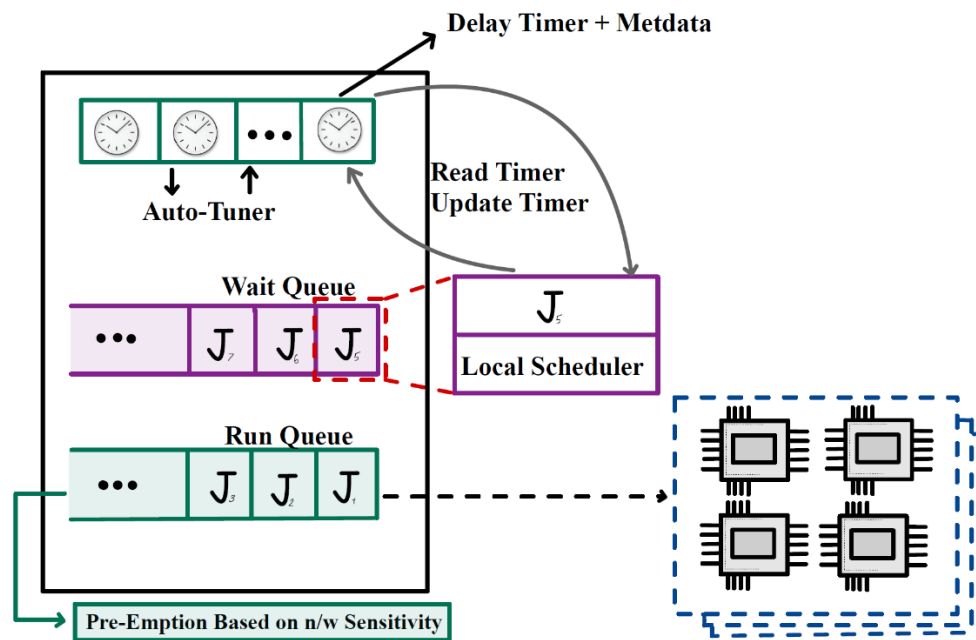 Delay Timer + Metdata
•••
Read Timer
Update Timer
Auto-Tuner
Wait Queue
••• J₇ J₆ J₅
J₅
Local Scheduler
Run Queue
••• J₃ J₂ J₁
Pre-Emption Based on n/w Sensitivity